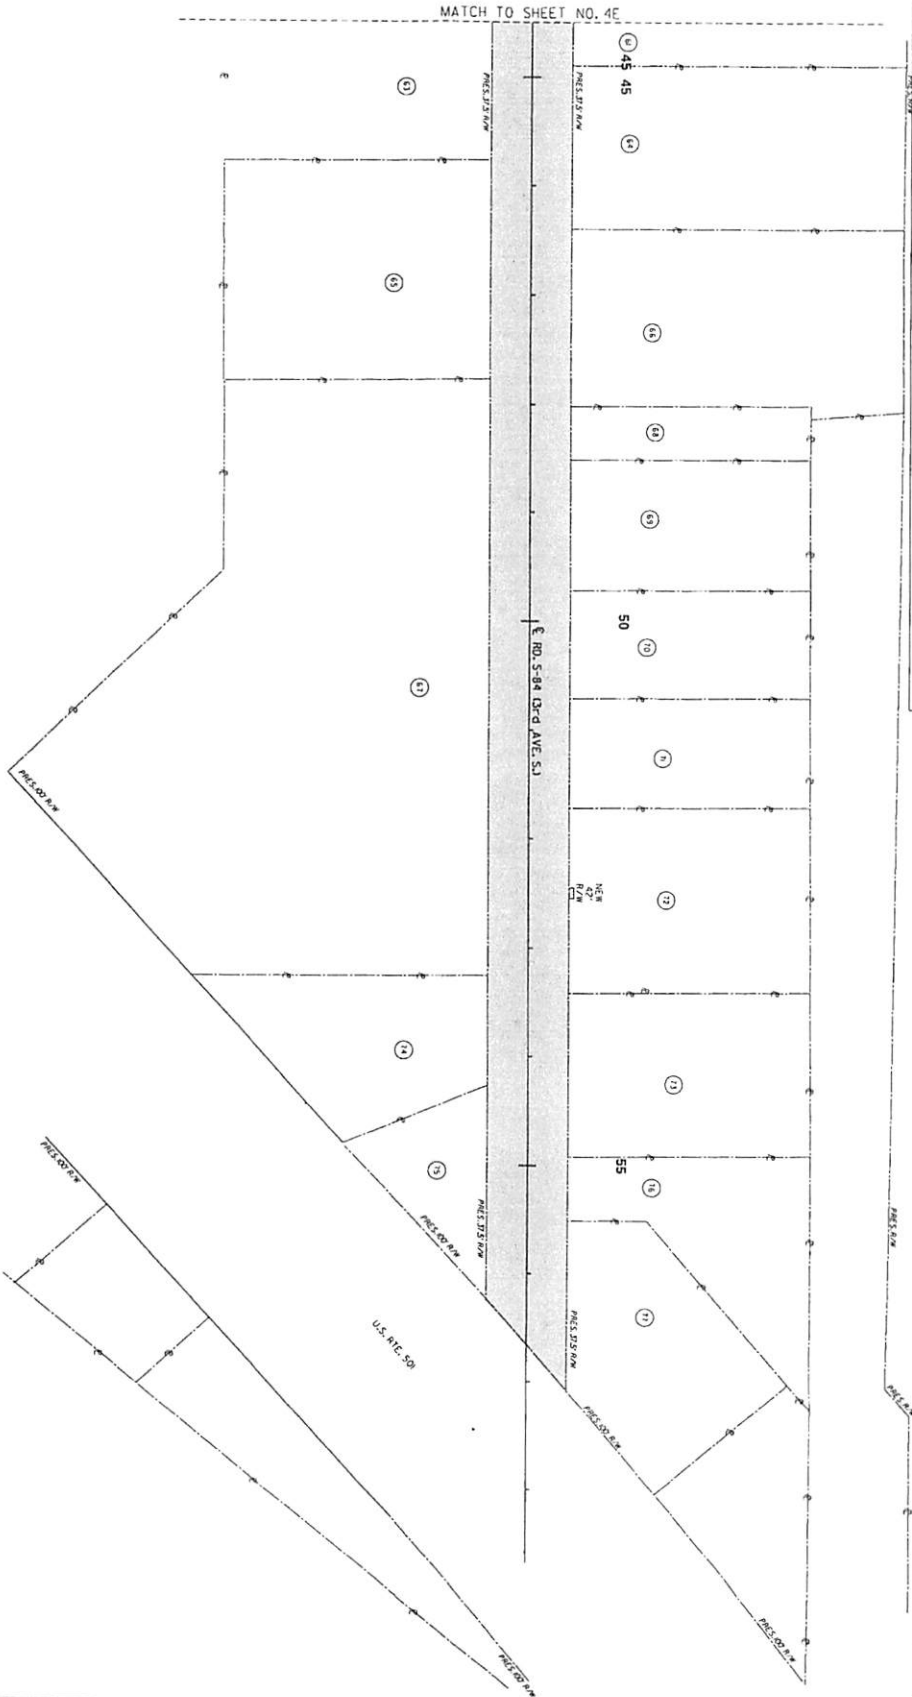 MATCH TO SHEET NO. 4E
61
45 45
63
PRES. 37.5' R/W
PRES. 37.5' R/W
64
65
66
68
69
50
70
℄ RD. S-84 (3rd AVE. S.)
67
71
PRES. 100' R/W
NEW
42'
R/W
72
74
73
55
75
76
PRES. 100' R/W
PRES. 37.5' R/W
PRES. 100' R/W
PRES. R/W
77
PRES. 37.5' R/W
U.S. RTE. 501
PRES. R/W
PRES. 100' R/W
PRES. 100' R/W
PRES. 100' R/W